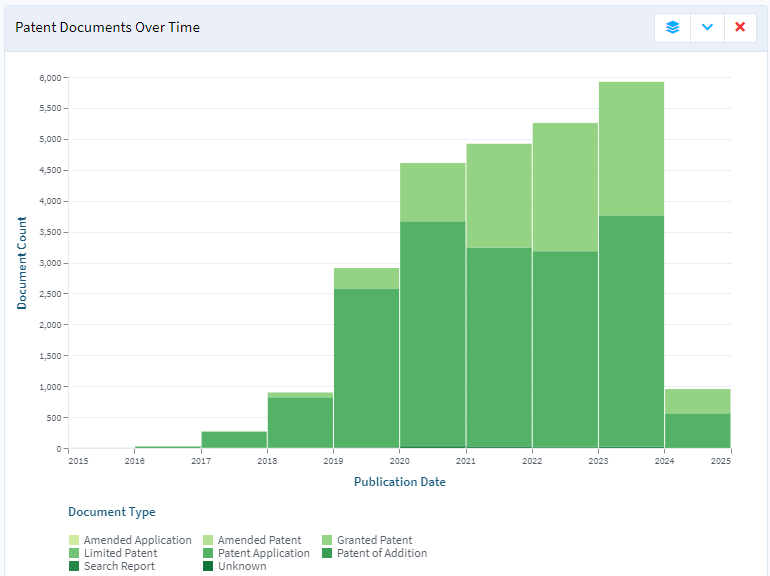 Patent Documents Over Time
6,000
5,500
5,000
4,500
4,000
3,500
3,000
2,500
2,000
1,500
1,000
500
0
Document Count
2015 2016 2017 2018 2019 2020 2021 2022 2023 2024 2025
Publication Date
Document Type
Amended Application Amended Patent Granted Patent
Limited Patent Patent Application Patent of Addition
Search Report Unknown